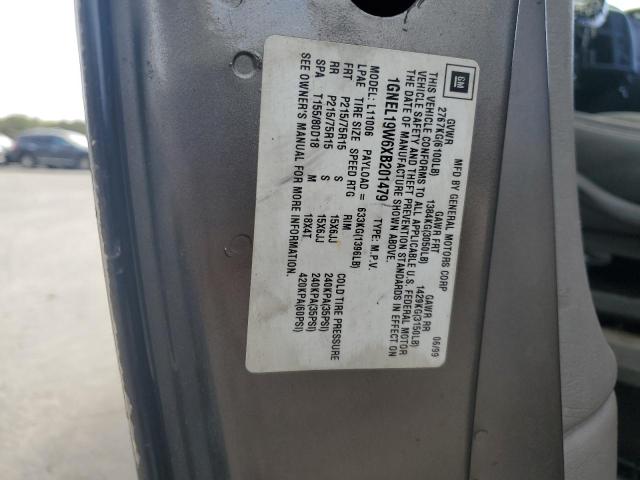 GM
MFD BY GENERAL MOTORS CORP
06/99
GVWR GAWR FRT GAWR RR
2767KG(6100LB) 1384KG(3050LB) 1429KG(3150LB)
THIS VEHICLE CONFORMS TO ALL APPLICABLE U.S. FEDERAL MOTOR
VEHICLE SAFETY AND THEFT PREVENTION STANDARDS IN EFFECT ON
THE DATE OF MANUFACTURE SHOWN ABOVE.
1GNEL19W6XB201479 TYPE: M.P.V.
MODEL: L11006 PAYLOAD = 633KG(1396LB)
LPAE TIRE SIZE SPEED RTG RIM COLD TIRE PRESSURE
FRT P215/75R15 S 15X6JJ 240KPA(35PSI)
RR P215/75R15 S 15X6JJ 240KPA(35PSI)
SPA T155/80D18 M 18X4T 420KPA(60PSI)
SEE OWNER'S MANUAL FOR MORE INFORMATION.